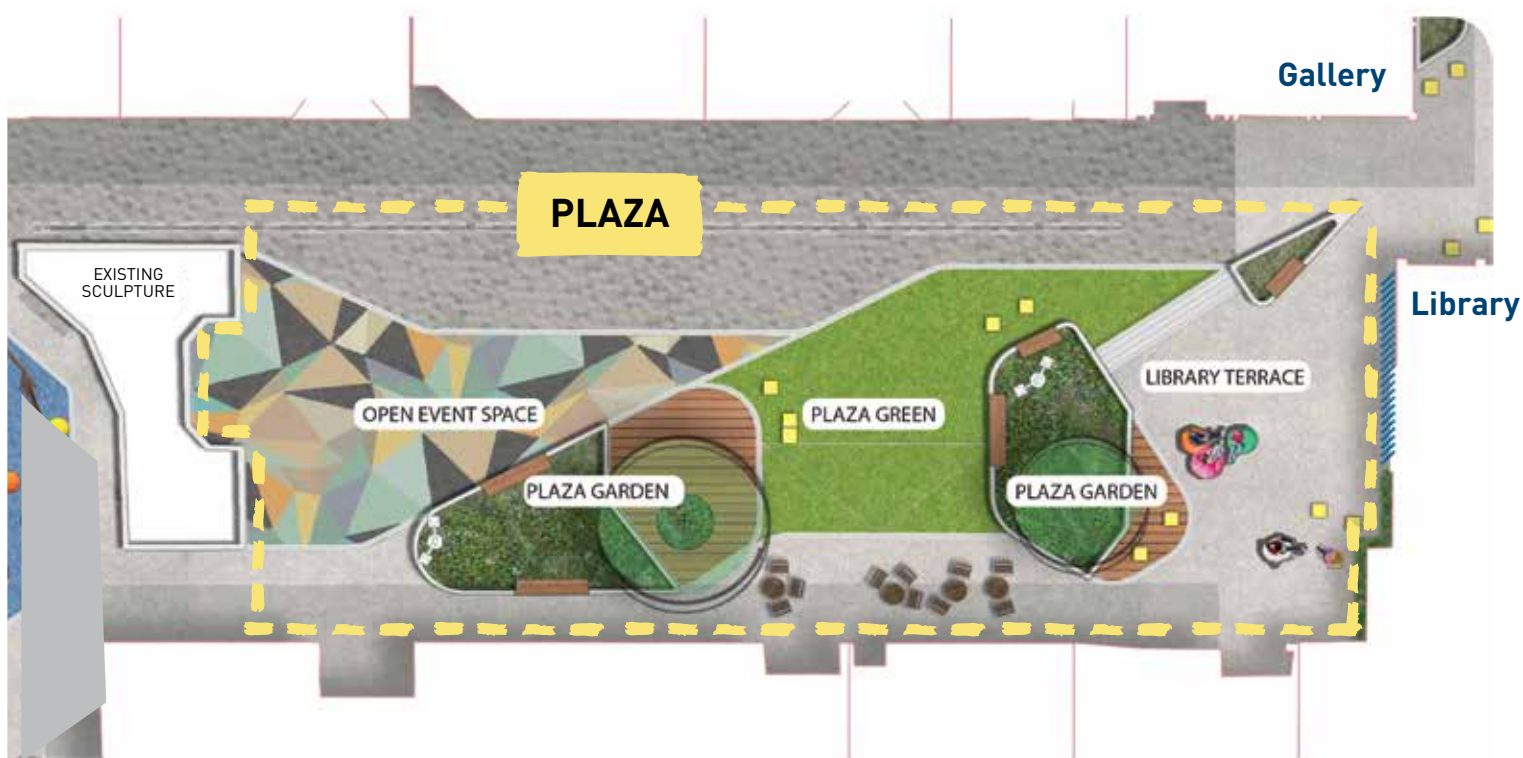 Gallery
PLAZA
EXISTING
SCULPTURE
Library
LIBRARY TERRACE
OPEN EVENT SPACE
PLAZA GREEN
PLAZA GARDEN
PLAZA GARDEN